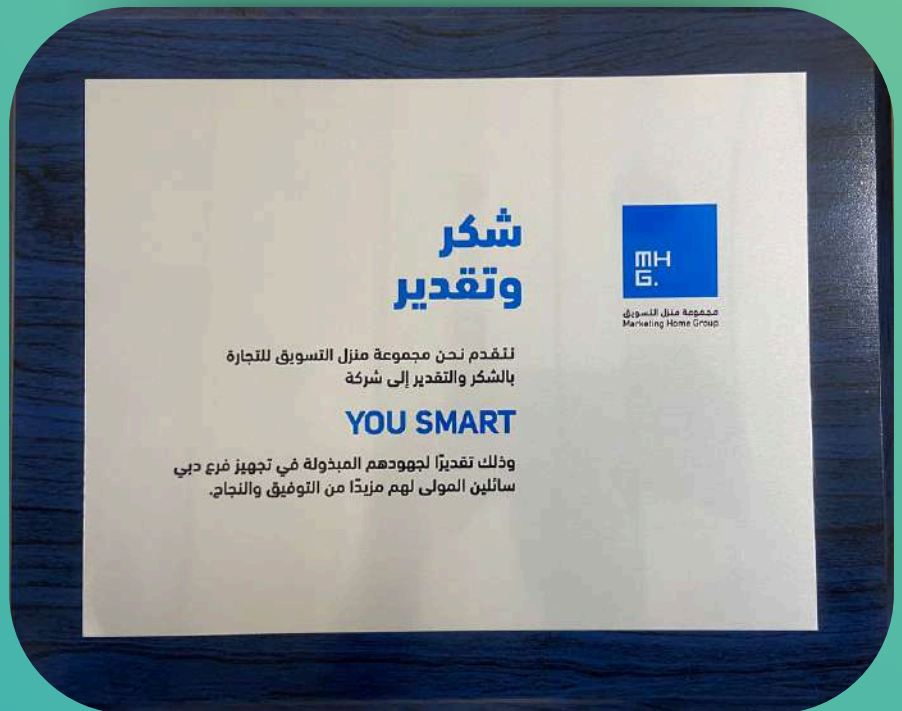 شكر
وتقدير
MH
G.
مجموعة منزل التسويق
Marketing Home Group
نتقدم نحن مجموعة منزل التسويق للتجارة
بالشكر والتقدير إلى شركة
YOU SMART
وذلك تقديرًا لجهودهم المبذولة في تجهيز فرع دبي
سائلين المولى لهم مزيدًا من التوفيق والنجاح.